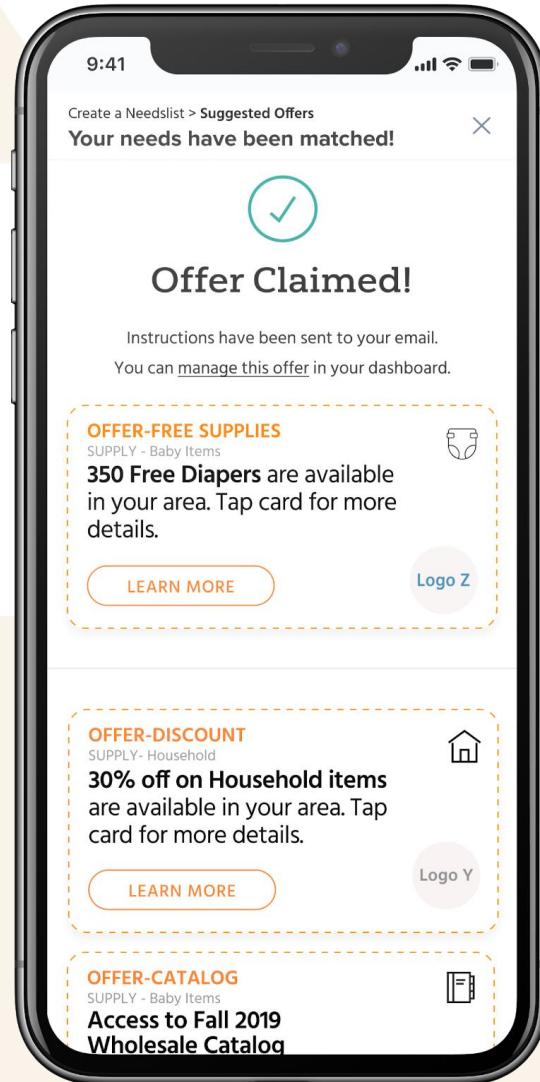 9:41
Create a Needslist > Suggested Offers
Your needs have been matched!
Offer Claimed!
Instructions have been sent to your email.
You can manage this offer in your dashboard.
OFFER-FREE SUPPLIES
SUPPLY - Baby Items
350 Free Diapers are available
in your area. Tap card for more
details.
LEARN MORE
Logo Z
OFFER-DISCOUNT
SUPPLY- Household
30% off on Household items
are available in your area. Tap
card for more details.
LEARN MORE
Logo Y
OFFER-CATALOG
SUPPLY - Baby Items
Access to Fall 2019
Wholesale Catalog